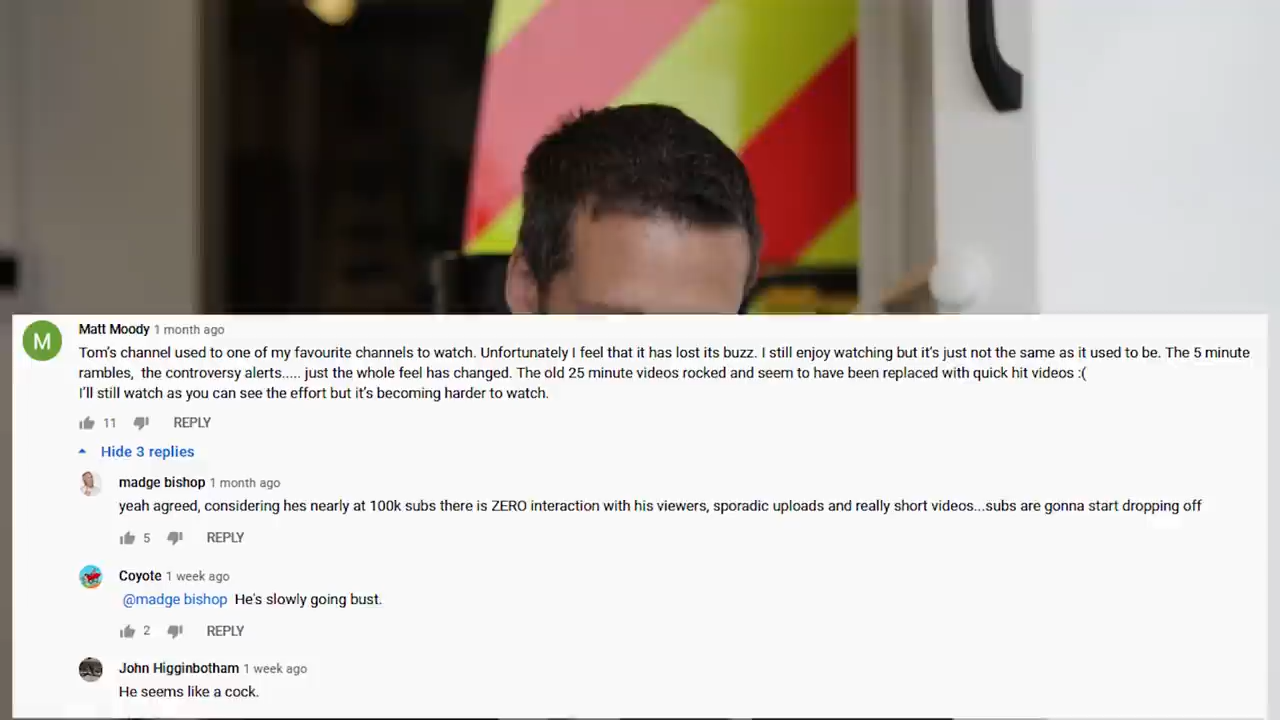 M
Matt Moody 1 month ago
Tom's channel used to one of my favourite channels to watch. Unfortunately I feel that it has lost its buzz. I still enjoy watching but it's just not the same as it used to be. The 5 minute
rambles,  the controversy alerts..... just the whole feel has changed. The old 25 minute videos rocked and seem to have been replaced with quick hit videos :(
I'll still watch as you can see the effort but it's becoming harder to watch.
11 REPLY
Hide 3 replies
madge bishop 1 month ago
yeah agreed, considering hes nearly at 100k subs there is ZERO interaction with his viewers, sporadic uploads and really short videos...subs are gonna start dropping off
5 REPLY
Coyote 1 week ago
@madge bishop  He's slowly going bust.
2 REPLY
John Higginbotham 1 week ago
He seems like a cock.